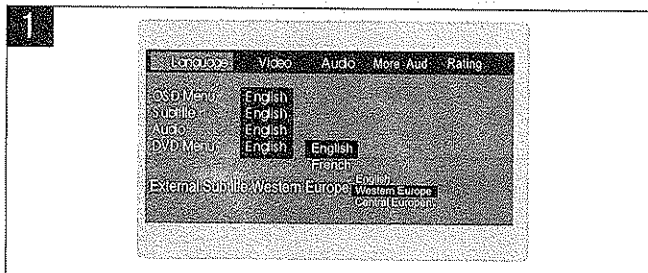 1
Language Video Audio More Aud Rating
OSD Menu English
Subtitle English
Audio English
DVD Menu English English
French
English
External Subtitle Western Europe Western Europe
Central European